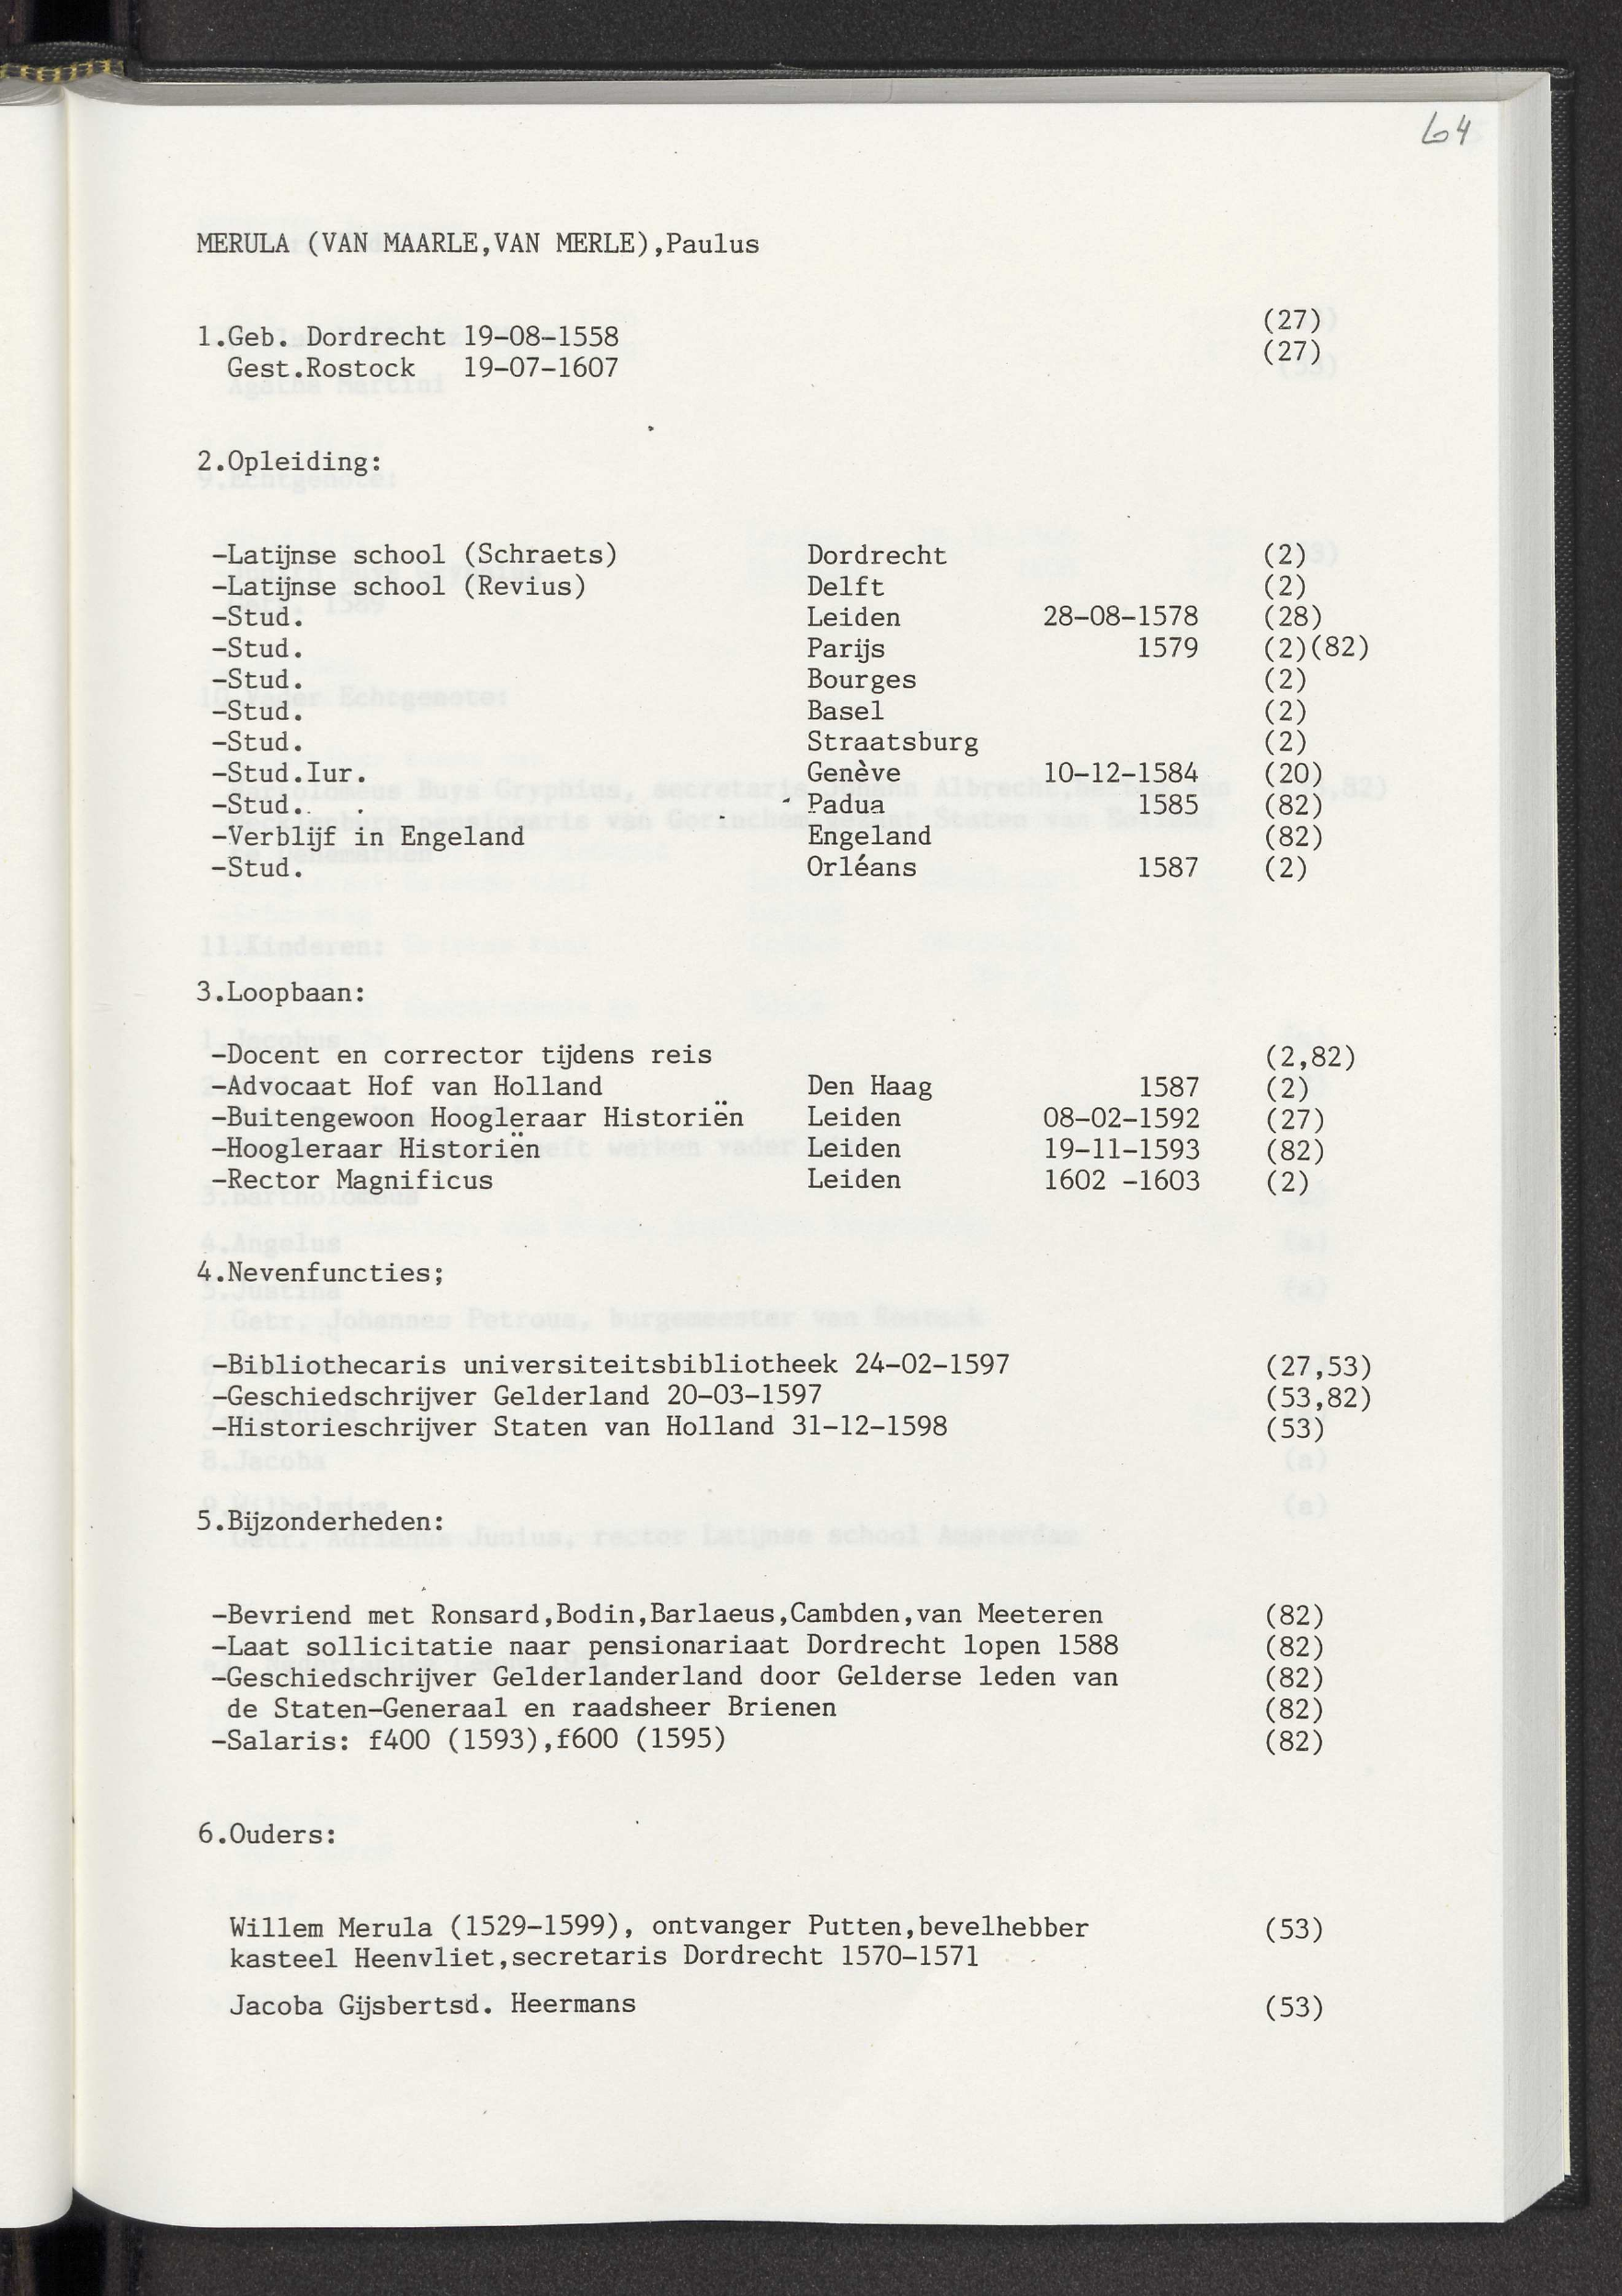 64
MERULA (VAN MAARLE,VAN MERLE),Paulus
1.Geb. Dordrecht 19-08-1558 (27)
Gest.Rostock 19-07-1607 (27)
2.Opleiding:
-Latijnse school (Schraets) Dordrecht (2)
-Latijnse school (Revius) Delft (2)
-Stud. Leiden 28-08-1578 (28)
-Stud. Parijs 1579 (2)(82)
-Stud. Bourges (2)
-Stud. Basel (2)
-Stud. Straatsburg (2)
-Stud.Iur. Genève 10-12-1584 (20)
-Stud. Padua 1585 (82)
-Verblijf in Engeland Engeland (82)
-Stud. Orléans 1587 (2)
3.Loopbaan:
-Docent en corrector tijdens reis (2,82)
-Advocaat Hof van Holland Den Haag 1587 (2)
-Buitengewoon Hoogleraar Historiën Leiden 08-02-1592 (27)
-Hoogleraar Historiën Leiden 19-11-1593 (82)
-Rector Magnificus Leiden 1602 -1603 (2)
4.Nevenfuncties;
-Bibliothecaris universiteitsbibliotheek 24-02-1597 (27,53)
-Geschiedschrijver Gelderland 20-03-1597 (53,82)
-Historieschrijver Staten van Holland 31-12-1598 (53)
5.Bijzonderheden:
-Bevriend met Ronsard,Bodin,Barlaeus,Cambden,van Meeteren (82)
-Laat sollicitatie naar pensionariaat Dordrecht lopen 1588 (82)
-Geschiedschrijver Gelderlanderland door Gelderse leden van (82)
de Staten-Generaal en raadsheer Brienen (82)
-Salaris: f400 (1593),f600 (1595) (82)
6.Ouders:
Willem Merula (1529-1599), ontvanger Putten,bevelhebber (53)
kasteel Heenvliet,secretaris Dordrecht 1570-1571
Jacoba Gijsbertsd. Heermans (53)